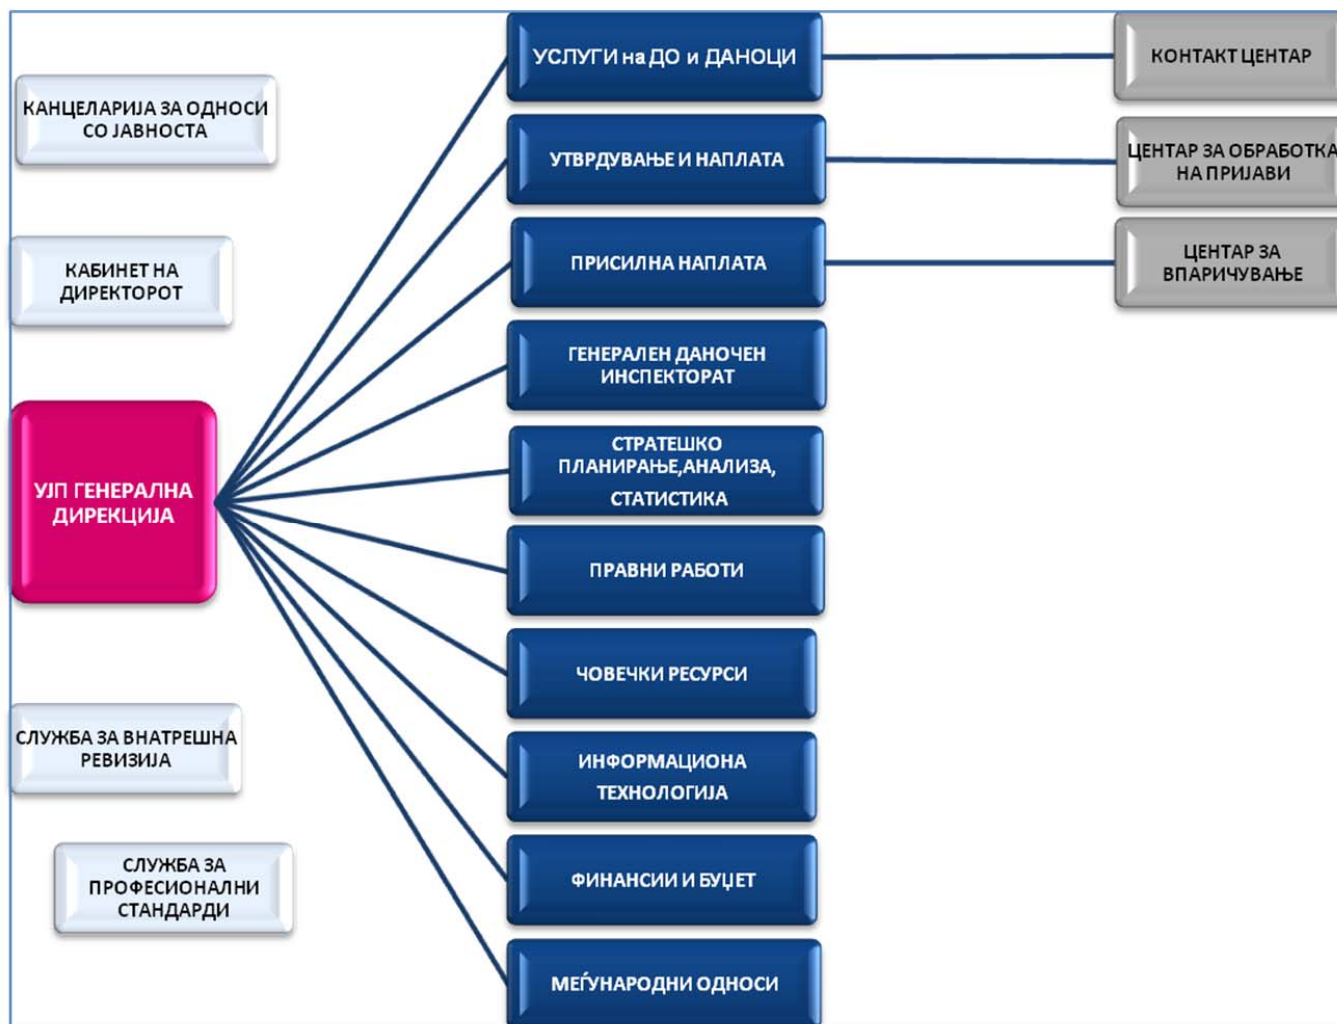 КАНЦЕЛАРИЈА ЗА ОДНОСИ
СО ЈАВНОСТА
КАБИНЕТ НА
ДИРЕКТОРОТ
УЈП ГЕНЕРАЛНА
ДИРЕКЦИЈА
СЛУЖБА ЗА ВНАТРЕШНА
РЕВИЗИЈА
СЛУЖБА ЗА
ПРОФЕСИОНАЛНИ
СТАНДАРДИ
УСЛУГИ на ДО и ДАНОЦИ
УТВРДУВАЊЕ И НАПЛАТА
ПРИСИЛНА НАПЛАТА
ГЕНЕРАЛЕН ДАНОЧЕН
ИНСПЕКТОРАТ
СТРАТЕШКО
ПЛАНИРАЊЕ,АНАЛИЗА,
СТАТИСТИКА
ПРАВНИ РАБОТИ
ЧОВЕЧКИ РЕСУРСИ
ИНФОРМАЦИОНА
ТЕХНОЛОГИЈА
ФИНАНСИИ И БУЏЕТ
МЕЃУНАРОДНИ ОДНОСИ
КОНТАКТ ЦЕНТАР
ЦЕНТАР ЗА ОБРАБОТКА
НА ПРИЈАВИ
ЦЕНТАР ЗА
ВПАРИЧУВАЊЕ